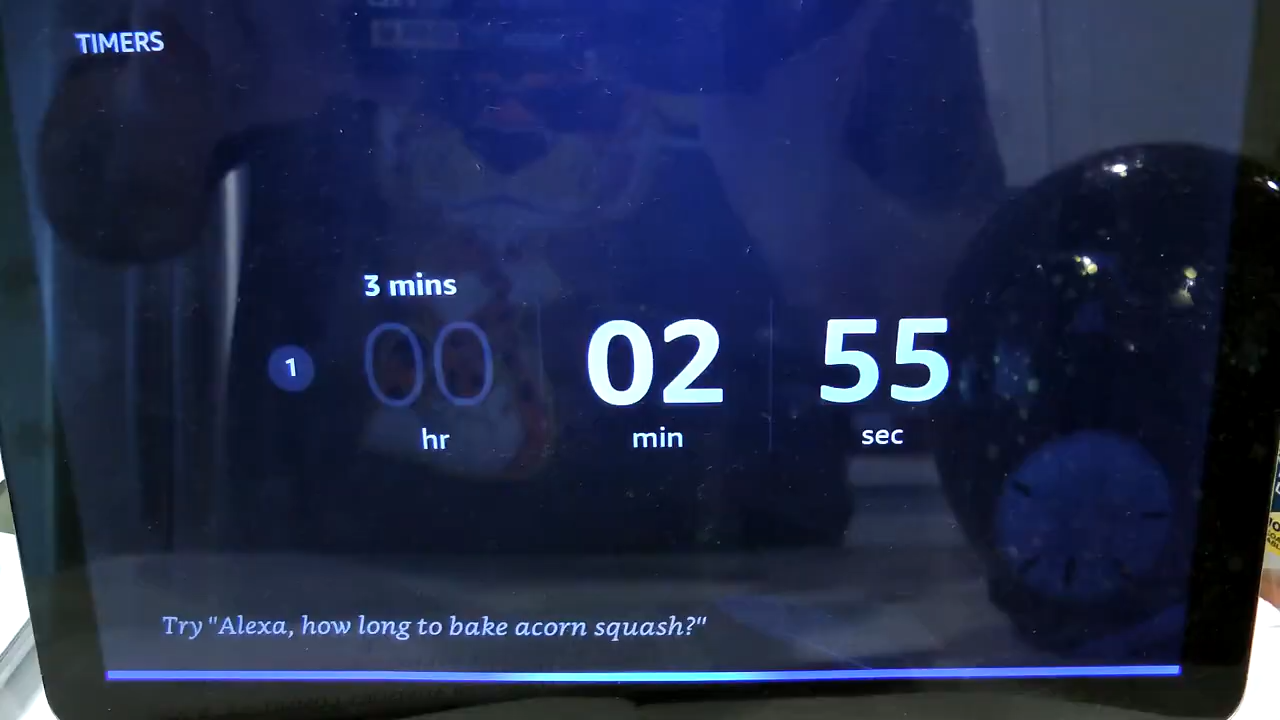 TIMERS
3 mins
1 00 02 55
hr min sec
Try "Alexa, how long to bake acorn squash?"